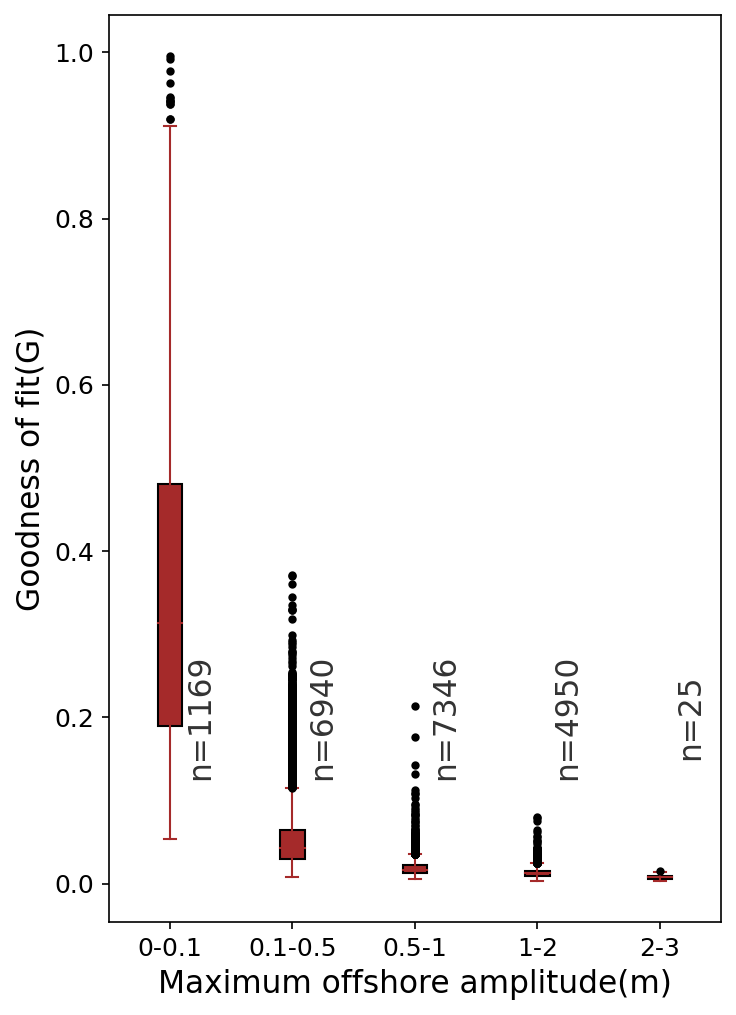 1.0
0.8
0.6
0.4
0.2
0.0
Goodness of fit(G)
n=1169
n=6940
n=7346
n=4950
n=25
0-0.1
0.1-0.5
0.5-1
1-2
2-3
Maximum offshore amplitude(m)